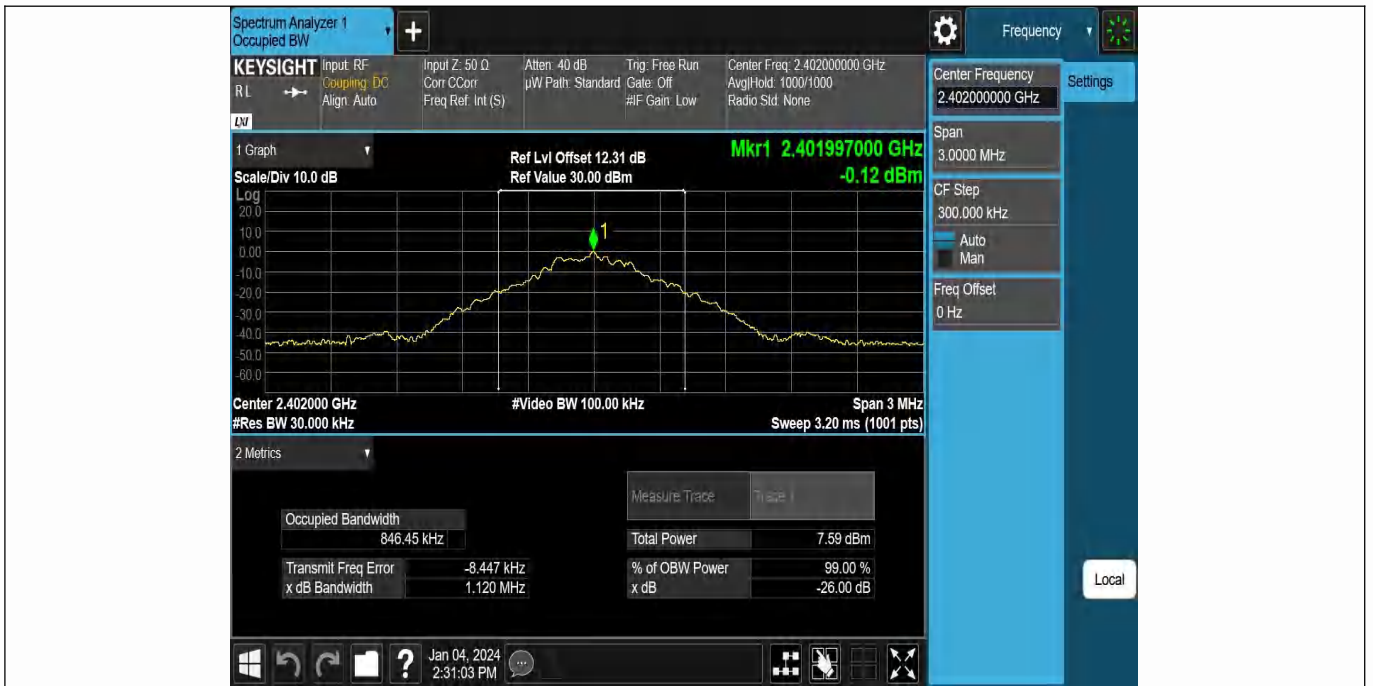 Spectrum Analyzer 1
Occupied BW
Frequency
KEYSIGHT
R L
LXI
Input: RF
Coupling: DC
Align: Auto
Input Z: 50 Ω
Corr CCorr
Freq Ref: Int (S)
Atten: 40 dB
µW Path: Standard
Trig: Free Run
Gate: Off
#IF Gain: Low
Center Freq: 2.402000000 GHz
Avg|Hold: 1000/1000
Radio Std: None
Center Frequency
2.402000000 GHz
Settings
Span
3.0000 MHz
CF Step
300.000 kHz
Auto
Man
Freq Offset
0 Hz
Local
1 Graph
Scale/Div 10.0 dB
Ref Lvl Offset 12.31 dB
Ref Value 30.00 dBm
Mkr1 2.401997000 GHz
-0.12 dBm
Log
20.0
10.0
0.00
-10.0
-20.0
-30.0
-40.0
-50.0
-60.0
1
Center 2.402000 GHz
#Res BW 30.000 kHz
#Video BW 100.00 kHz
Span 3 MHz
Sweep 3.20 ms (1001 pts)
2 Metrics
Measure Trace
Trace 1
Occupied Bandwidth
846.45 kHz
Total Power
7.59 dBm
Transmit Freq Error
-8.447 kHz
% of OBW Power
99.00 %
x dB Bandwidth
1.120 MHz
x dB
-26.00 dB
?
Jan 04, 2024
2:31:03 PM